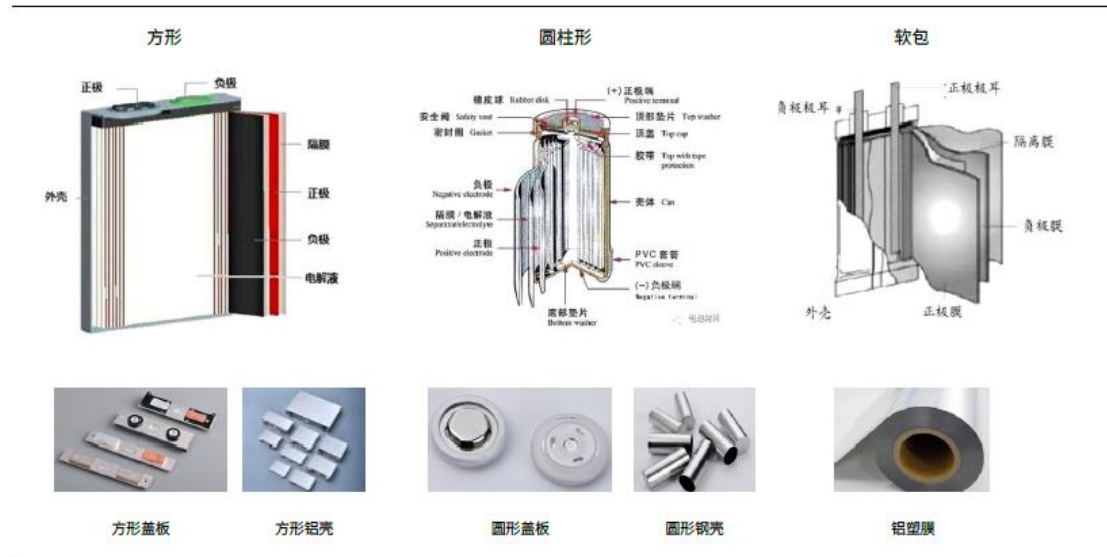 方形
圆柱形
软包
正极
负极
隔膜
正极
外壳
负极
电解液
橡皮球 Rubber disk
(+)正极端
Positive terminal
安全阀 Safety vent
顶部垫片 Top washer
密封圈 Gasket
顶盖 Top cap
胶带 Top with tape
protection
负极
Negative electrode
壳体 Can
隔膜/电解液
Separator/electrolyte
正极
Positive electrode
PVC 套管
PVC sleeve
(—)负极端
Negative terminal
底部垫片
Bottom washer
正极极耳
负极极耳
隔离膜
负极膜
外壳
正极膜
方形盖板
方形铝壳
圆形盖板
圆形钢壳
铝塑膜